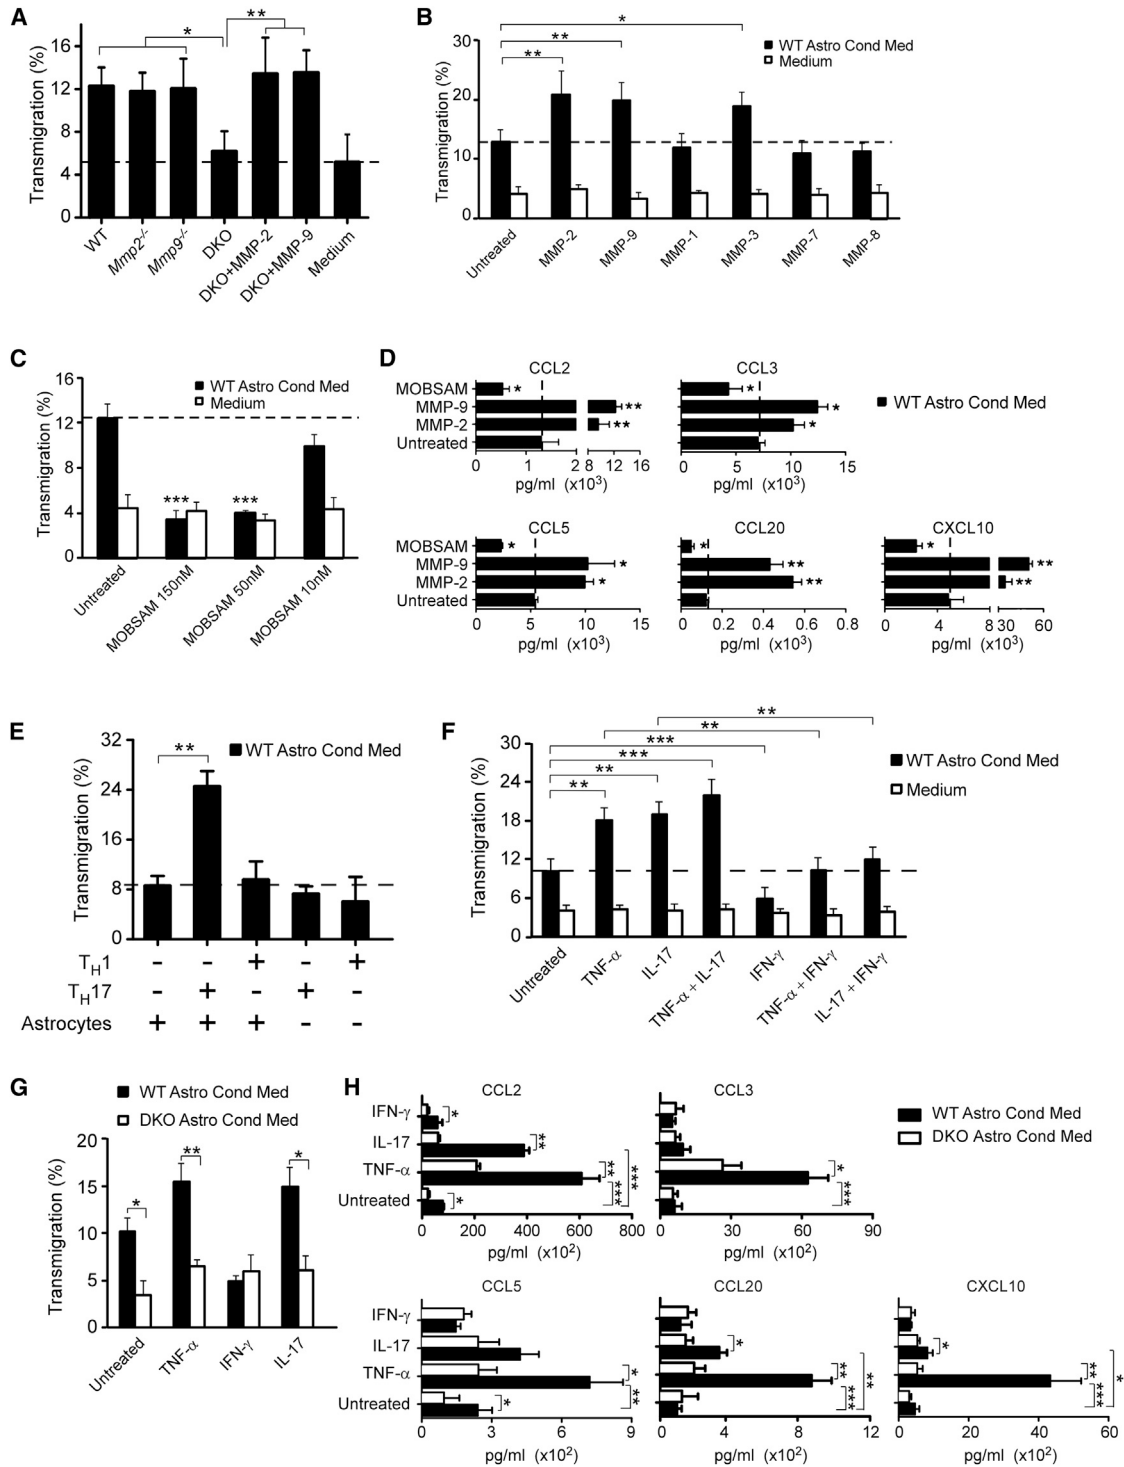 A
Transmigration (%)
16
12
8
4
0
*
**
WT
Mmp2-/-
Mmp9-/-
DKO
DKO+MMP-2
DKO+MMP-9
Medium
B
Transmigration (%)
30
20
10
0
*
**
**
WT Astro Cond Med
Medium
Untreated
MMP-2
MMP-9
MMP-1
MMP-3
MMP-7
MMP-8
C
Transmigration (%)
16
12
8
4
0
WT Astro Cond Med
Medium
*** ***
Untreated
MOBSAM 150nM
MOBSAM 50nM
MOBSAM 10nM
D
CCL2
MOBSAM *
MMP-9 **
MMP-2 **
Untreated
0 1 2 8 12 16
pg/ml (x10³)
CCL3
*
*
*
0 5 10 15
pg/ml (x10³)
WT Astro Cond Med
CCL5
MOBSAM *
MMP-9 *
MMP-2 *
Untreated
0 5 10 15
pg/ml (x10³)
CCL20
*
**
**
0 0.2 0.4 0.6 0.8
pg/ml (x10³)
CXCL10
*
**
**
0 4 8 30 60
pg/ml (x10³)
E
Transmigration (%)
32
24
16
8
0
**
WT Astro Cond Med
TH1 - - + - +
TH17 - + - + -
Astrocytes + + + - -
F
Transmigration (%)
30
24
18
12
6
0
**
**
***
***
**
**
WT Astro Cond Med
Medium
Untreated
TNF-α
IL-17
TNF-α + IL-17
IFN-γ
TNF-α + IFN-γ
IL-17 + IFN-γ
G
WT Astro Cond Med
DKO Astro Cond Med
Transmigration (%)
20
15
10
5
0
* ** *
Untreated
TNF-α
IFN-γ
IL-17
H
CCL2
IFN-γ *
IL-17 **
TNF-α ** ***
Untreated * ***
0 200 400 600 800
pg/ml (x10²)
CCL3
*
***
0 30 60 90
pg/ml (x10²)
WT Astro Cond Med
DKO Astro Cond Med
CCL5
IFN-γ
IL-17
TNF-α *
Untreated * **
0 3 6 9
pg/ml (x10²)
CCL20
*
** **
***
0 4 8 12
pg/ml (x10²)
CXCL10
*
** *
***
0 20 40 60
pg/ml (x10²)